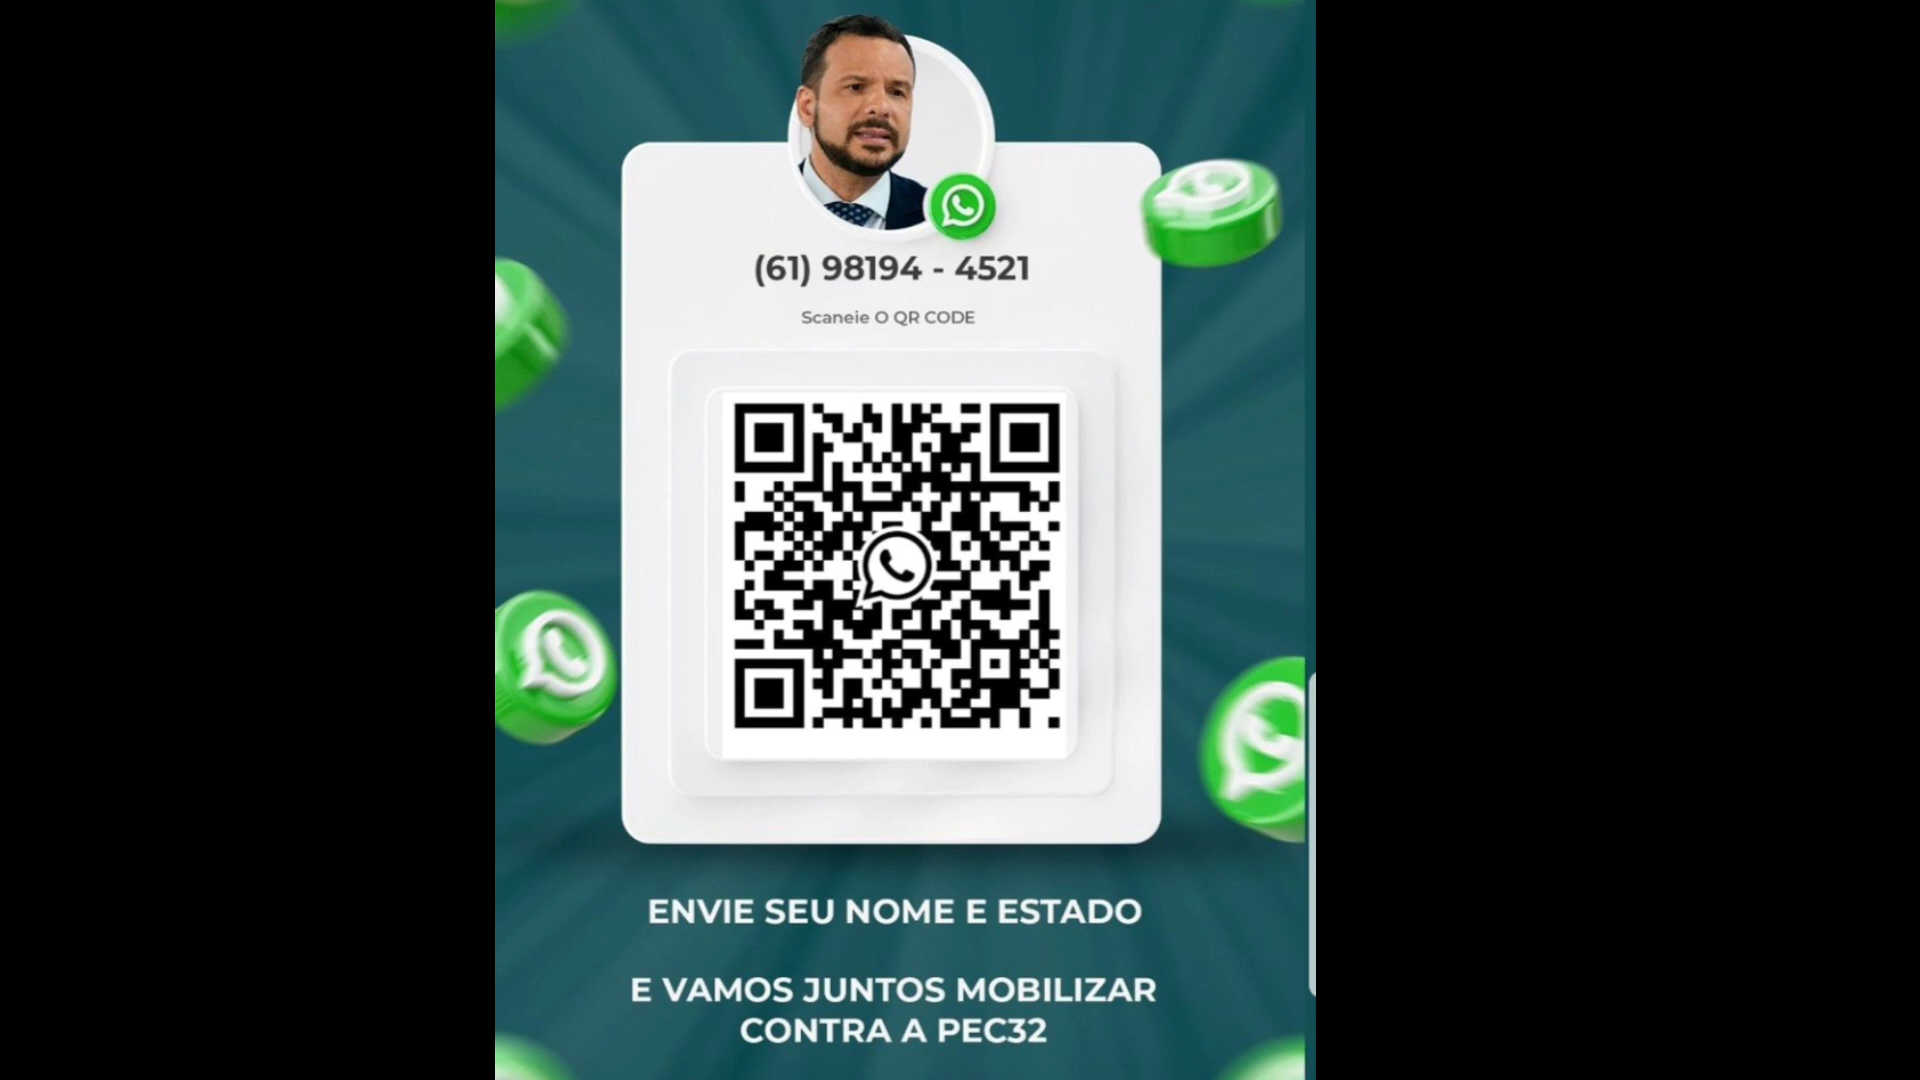 (61) 98194 - 4521
Scaneie O QR CODE
ENVIE SEU NOME E ESTADO
E VAMOS JUNTOS MOBILIZAR
CONTRA A PEC32